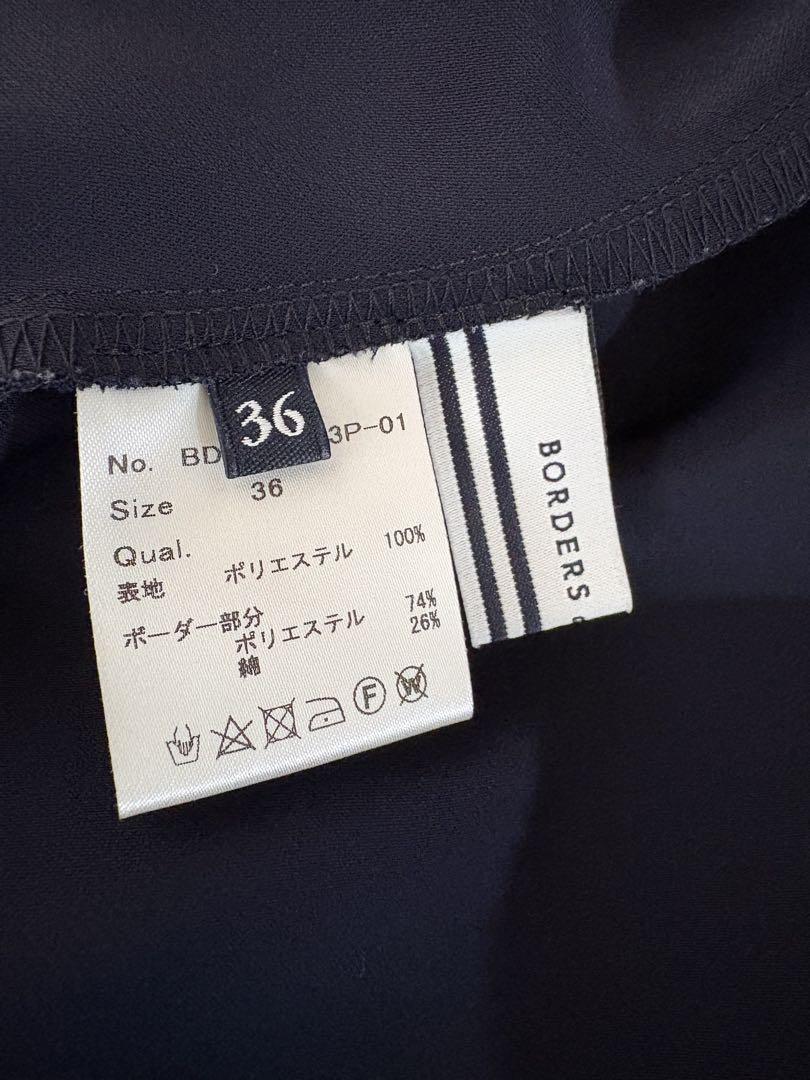 36
No. BD 3P-01
Size 36
Qual.
表地 ポリエステル 100%
ボーダー部分
ポリエステル 74%
綿 26%
F W
BORDERS